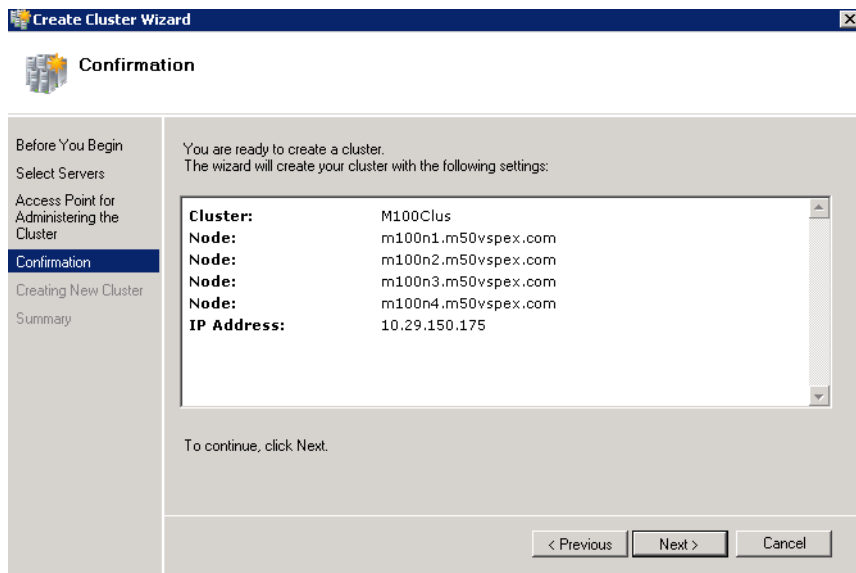 Create Cluster Wizard
Confirmation
Before You Begin
Select Servers
Access Point for
Administering the
Cluster
Confirmation
Creating New Cluster
Summary
You are ready to create a cluster.
The wizard will create your cluster with the following settings:
Cluster: M100Clus
Node: m100n1.m50vspex.com
Node: m100n2.m50vspex.com
Node: m100n3.m50vspex.com
Node: m100n4.m50vspex.com
IP Address: 10.29.150.175
To continue, click Next.
< Previous Next > Cancel